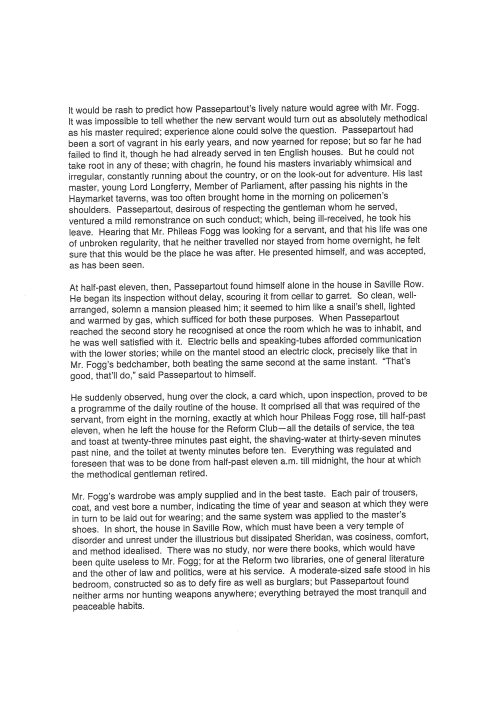 It would be rash to predict how Passepartout's lively nature would agree with Mr. Fogg.
It was impossible to tell whether the new servant would turn out as absolutely methodical
as his master required; experience alone could solve the question.  Passepartout had
been a sort of vagrant in his early years, and now yearned for repose; but so far he had
failed to find it, though he had already served in ten English houses.  But he could not
take root in any of these; with chagrin, he found his masters invariably whimsical and
irregular, constantly running about the country, or on the look-out for adventure. His last
master, young Lord Longferry, Member of Parliament, after passing his nights in the
Haymarket taverns, was too often brought home in the morning on policemen's
shoulders.  Passepartout, desirous of respecting the gentleman whom he served,
ventured a mild remonstrance on such conduct; which, being ill-received, he took his
leave.  Hearing that Mr. Phileas Fogg was looking for a servant, and that his life was one
of unbroken regularity, that he neither travelled nor stayed from home overnight, he felt
sure that this would be the place he was after. He presented himself, and was accepted,
as has been seen.

At half-past eleven, then, Passepartout found himself alone in the house in Saville Row.
He began its inspection without delay, scouring it from cellar to garret.  So clean, well-
arranged, solemn a mansion pleased him; it seemed to him like a snail's shell, lighted
and warmed by gas, which sufficed for both these purposes.  When Passepartout
reached the second story he recognised at once the room which he was to inhabit, and
he was well satisfied with it.  Electric bells and speaking-tubes afforded communication
with the lower stories; while on the mantel stood an electric clock, precisely like that in
Mr. Fogg's bedchamber, both beating the same second at the same instant.  "That's
good, that'll do," said Passepartout to himself.

He suddenly observed, hung over the clock, a card which, upon inspection, proved to be
a programme of the daily routine of the house.  It comprised all that was required of the
servant, from eight in the morning, exactly at which hour Phileas Fogg rose, till half-past
eleven, when he left the house for the Reform Club—all the details of service, the tea
and toast at twenty-three minutes past eight, the shaving-water at thirty-seven minutes
past nine, and the toilet at twenty minutes before ten.  Everything was regulated and
foreseen that was to be done from half-past eleven a.m. till midnight, the hour at which
the methodical gentleman retired.

Mr. Fogg's wardrobe was amply supplied and in the best taste.  Each pair of trousers,
coat, and vest bore a number, indicating the time of year and season at which they were
in turn to be laid out for wearing; and the same system was applied to the master's
shoes.  In short, the house in Saville Row, which must have been a very temple of
disorder and unrest under the illustrious but dissipated Sheridan, was cosiness, comfort,
and method idealised.  There was no study, nor were there books, which would have
been quite useless to Mr. Fogg; for at the Reform two libraries, one of general literature
and the other of law and politics, were at his service.  A moderate-sized safe stood in his
bedroom, constructed so as to defy fire as well as burglars; but Passepartout found
neither arms nor hunting weapons anywhere; everything betrayed the most tranquil and
peaceable habits.